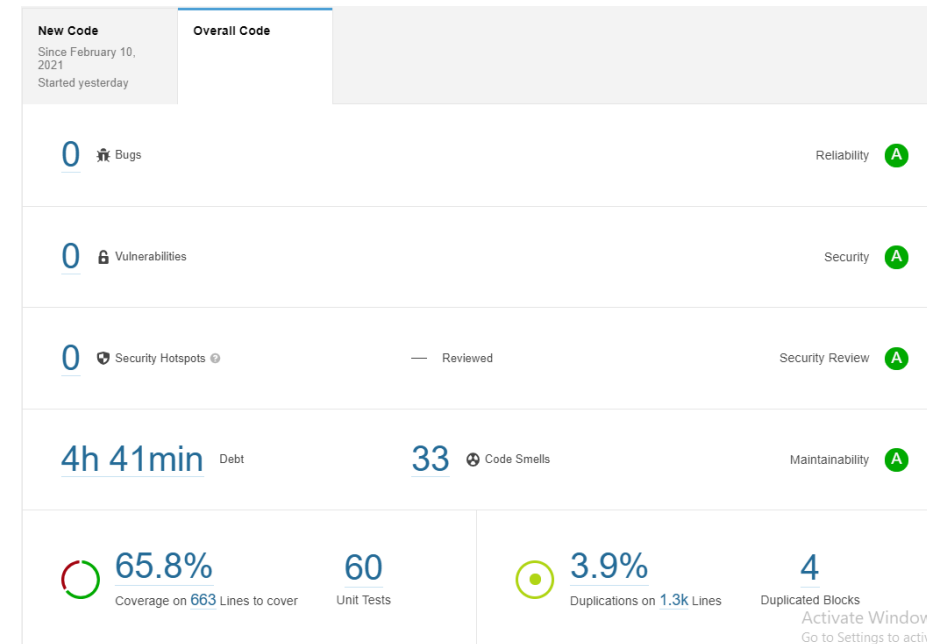 New Code
Since February 10,
2021
Started yesterday
Overall Code
0 Bugs
Reliability A
0 Vulnerabilities
Security A
0 Security Hotspots ?
— Reviewed
Security Review A
4h 41min Debt
33 Code Smells
Maintainability A
65.8%
Coverage on 663 Lines to cover
60
Unit Tests
3.9%
Duplications on 1.3k Lines
4
Duplicated Blocks
Activate Window
Go to Settings to activ